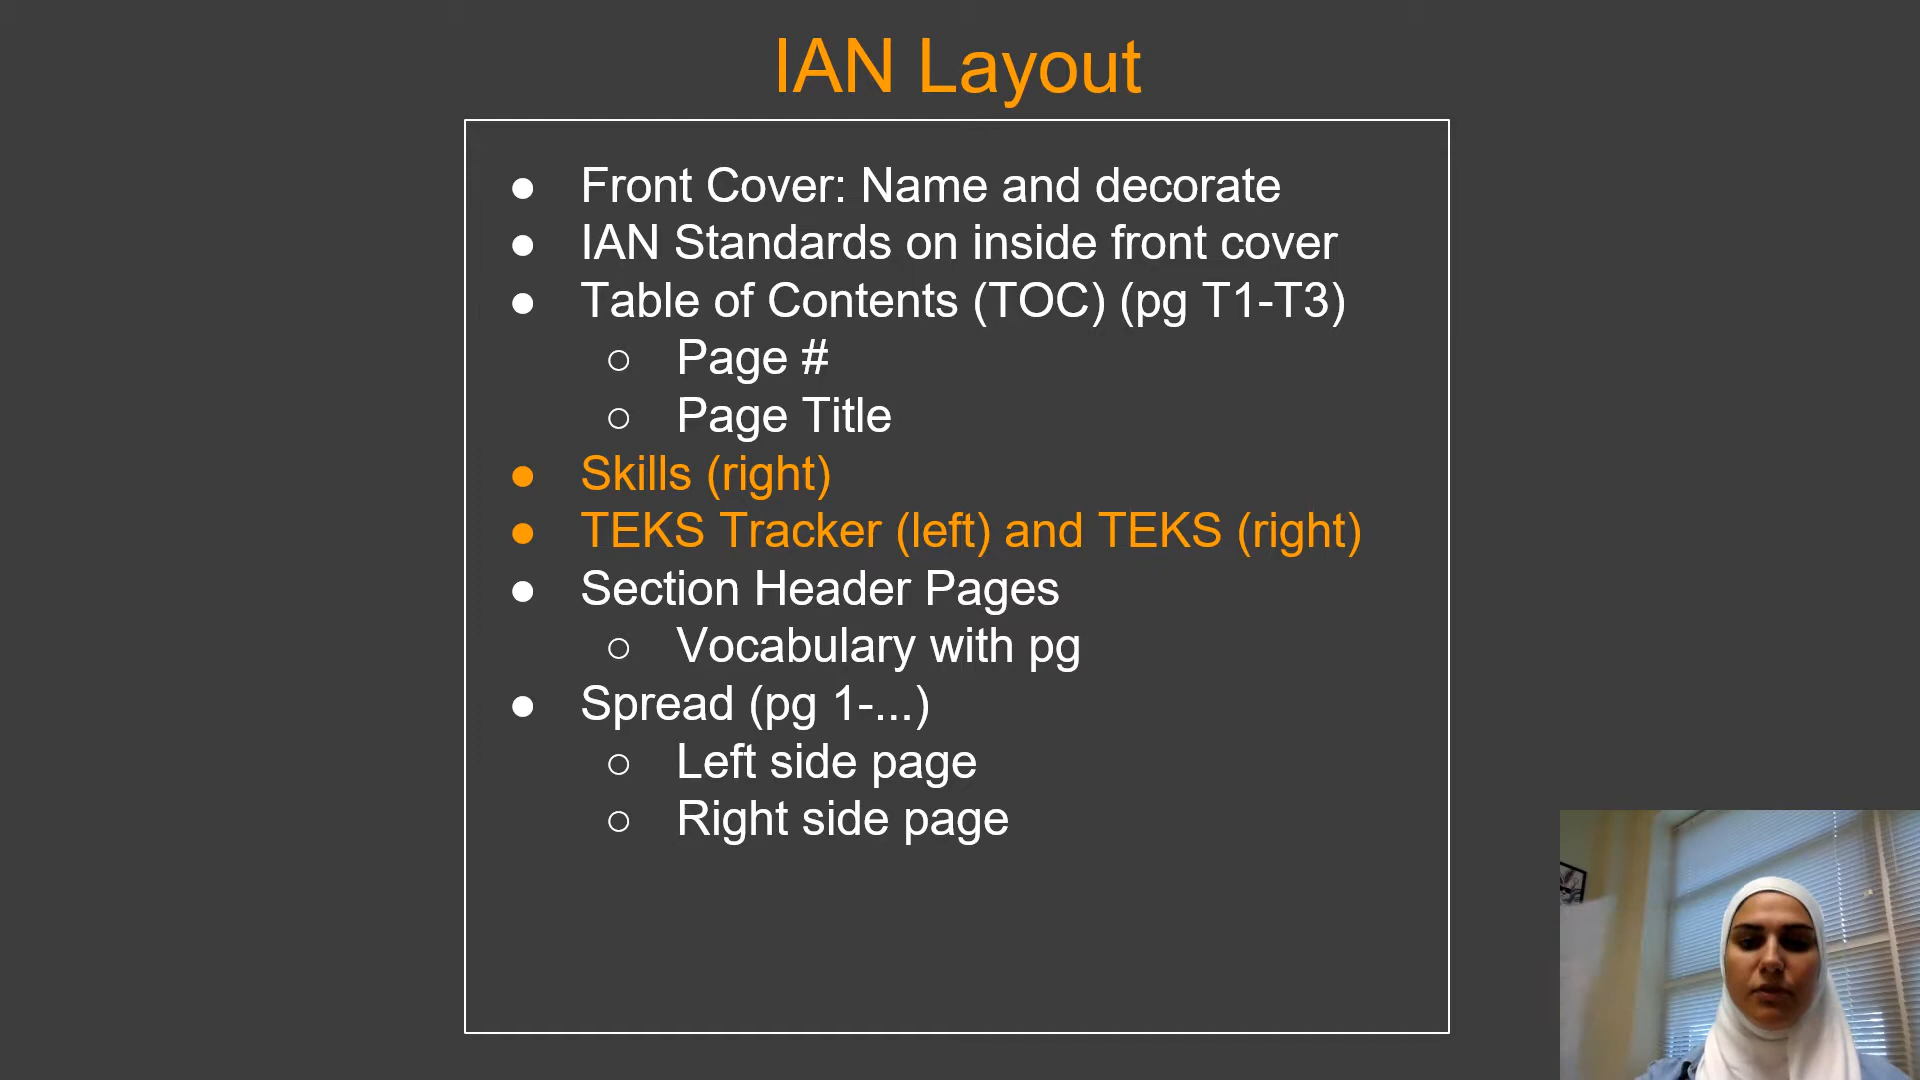 IAN Layout
● Front Cover: Name and decorate
● IAN Standards on inside front cover
● Table of Contents (TOC) (pg T1-T3)
○ Page #
○ Page Title
● Skills (right)
● TEKS Tracker (left) and TEKS (right)
● Section Header Pages
○ Vocabulary with pg
● Spread (pg 1-...)
○ Left side page
○ Right side page